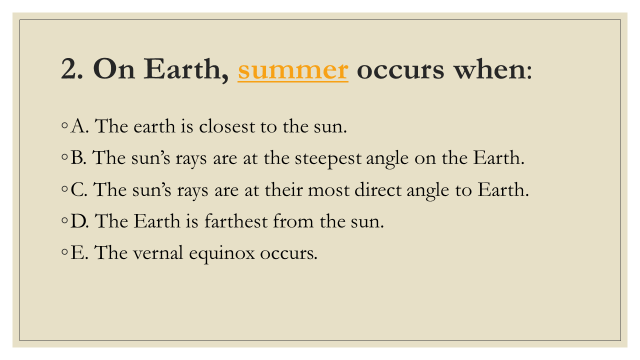 2. On Earth, summer occurs when:
◦A. The earth is closest to the sun.
◦B. The sun’s rays are at the steepest angle on the Earth.
◦C. The sun’s rays are at their most direct angle to Earth.
◦D. The Earth is farthest from the sun.
◦E. The vernal equinox occurs.